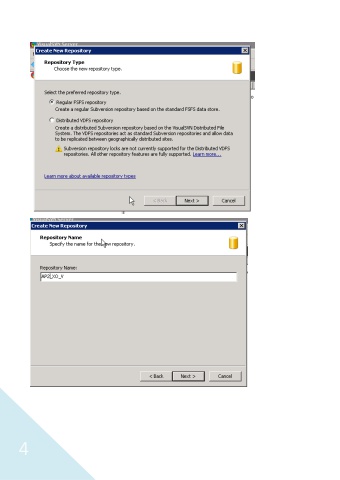 VisualSVN Server
Create New Repository
Repository Type
Choose the new repository type.
Select the preferred repository type.
Regular FSFS repository
Create a regular Subversion repository based on the standard FSFS data store.
Distributed VDFS repository
Create a distributed Subversion repository based on the VisualSVN Distributed File
System. The VDFS repositories act as standard Subversion repositories and allow data
to be replicated between geographically distributed sites.
Subversion repository locks are not currently supported for the Distributed VDFS
repositories. All other repository features are fully supported. Learn more...
Learn more about available repository types
< Back Next > Cancel
Create New Repository
Repository Name
Specify the name for the new repository.
Repository Name:
< Back Next > Cancel
4